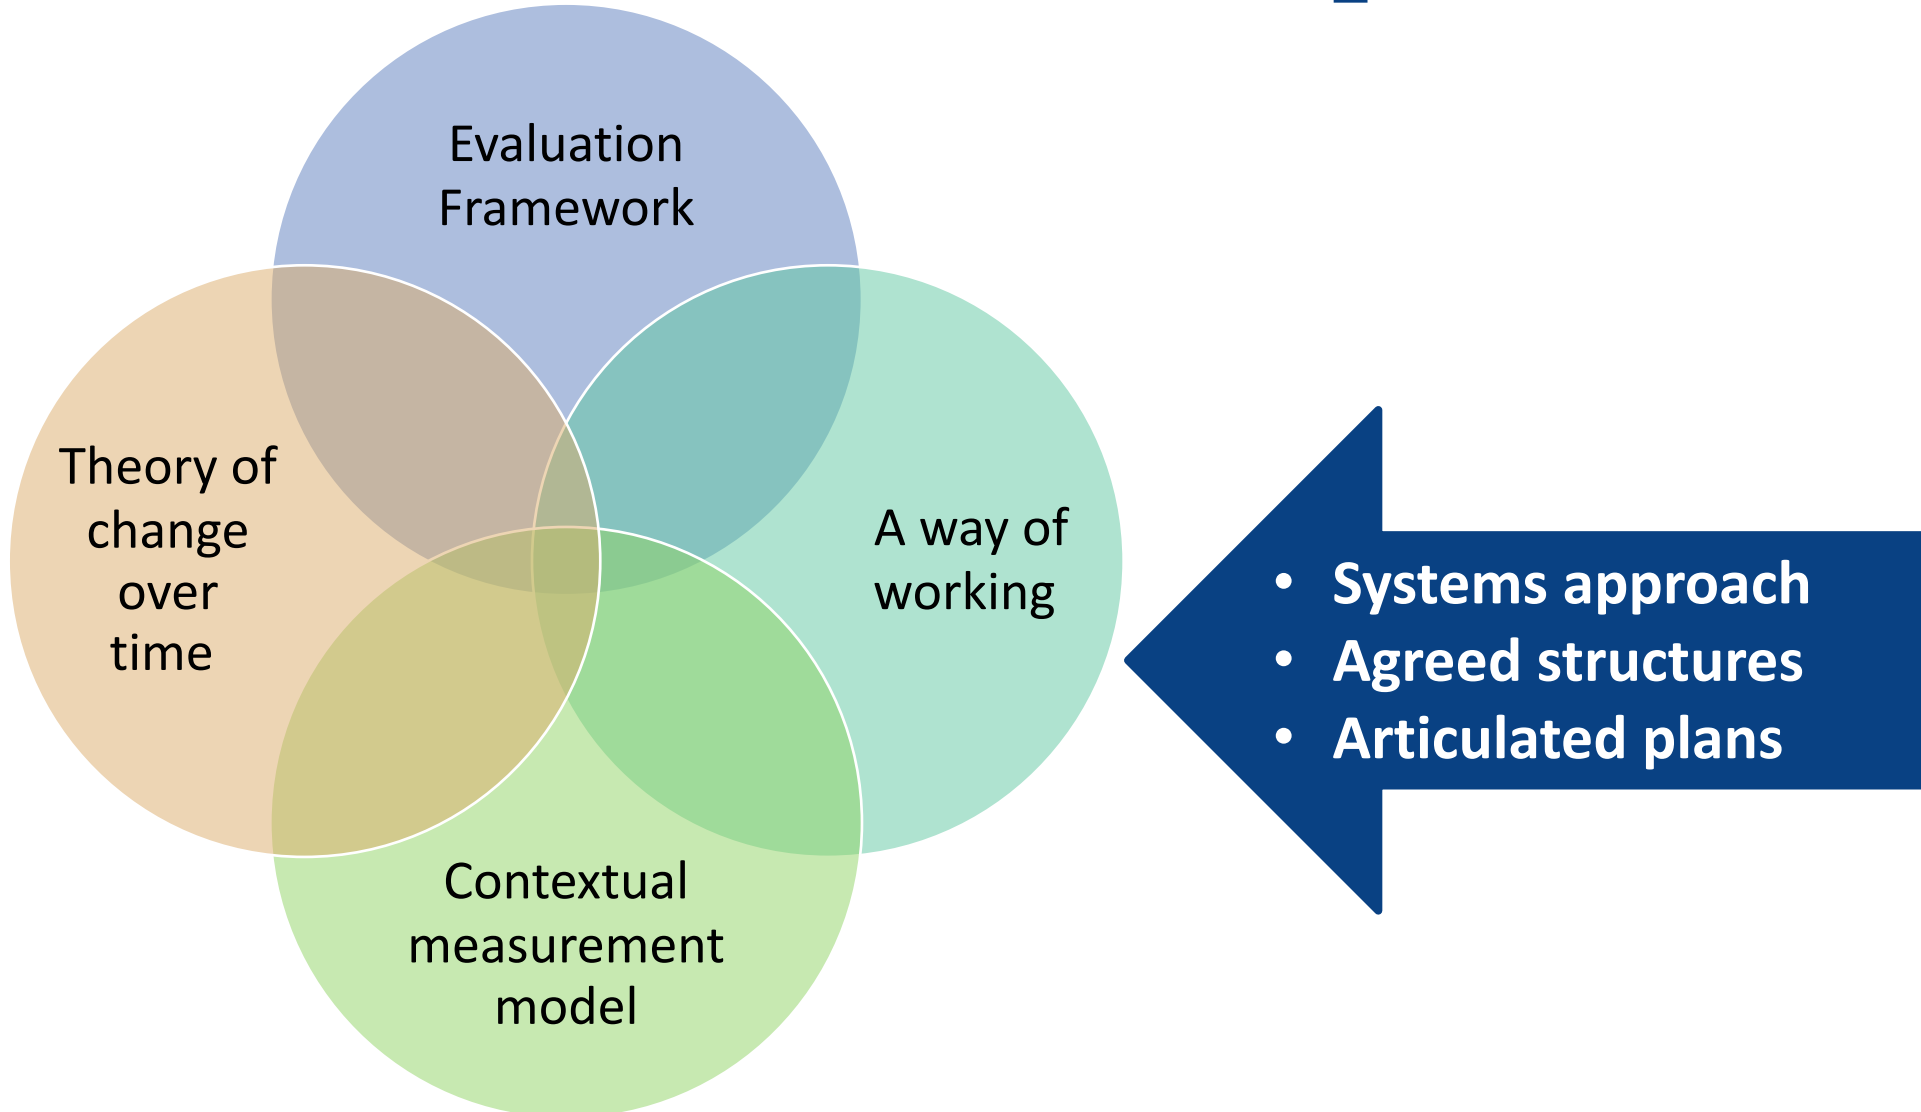 Evaluation
Framework
Theory of
change
over
time
A way of
working
Contextual
measurement
model
• Systems approach
• Agreed structures
• Articulated plans